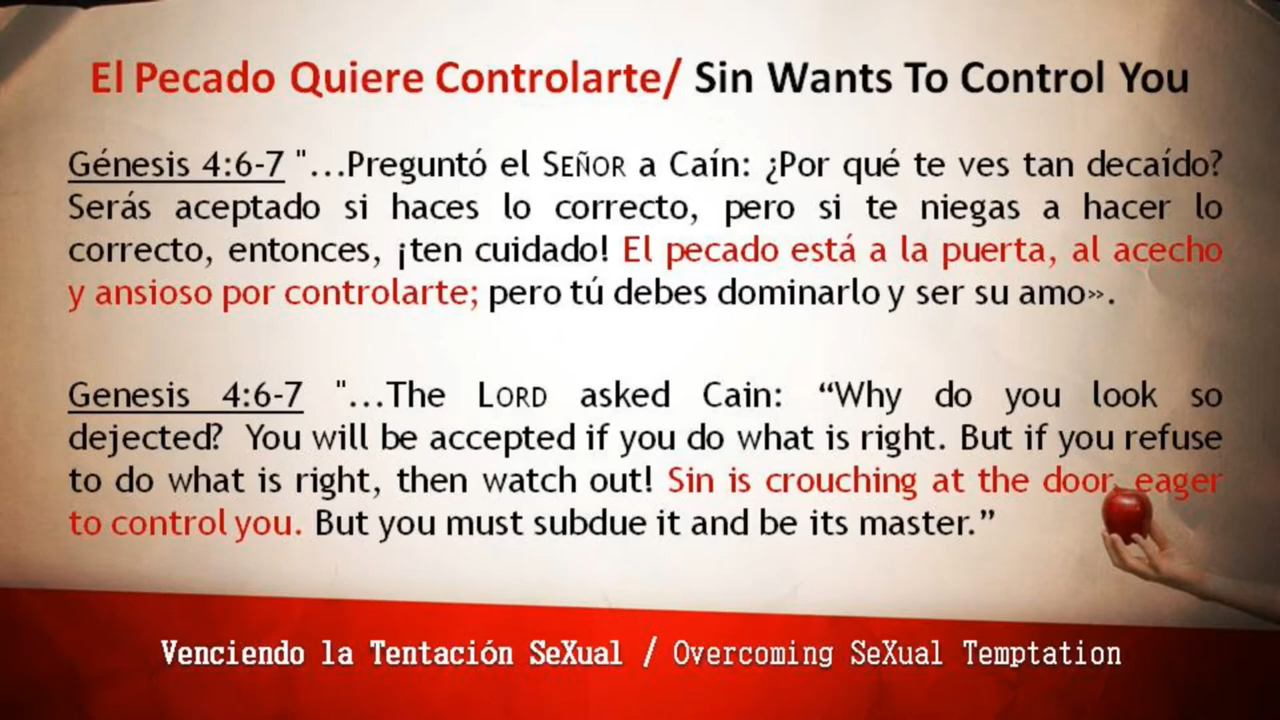 El Pecado Quiere Controlarte/ Sin Wants To Control You
Génesis 4:6-7 "...Preguntó el SEÑOR a Caín: ¿Por qué te ves tan decaído?
Serás aceptado si haces lo correcto, pero si te niegas a hacer lo
correcto, entonces, ¡ten cuidado! El pecado está a la puerta, al acecho
y ansioso por controlarte; pero tú debes dominarlo y ser su amo».
Genesis 4:6-7 "...The LORD asked Cain: “Why do you look so
dejected? You will be accepted if you do what is right. But if you refuse
to do what is right, then watch out! Sin is crouching at the door, eager
to control you. But you must subdue it and be its master.”
Venciendo la Tentación SeXual / Overcoming SeXual Temptation